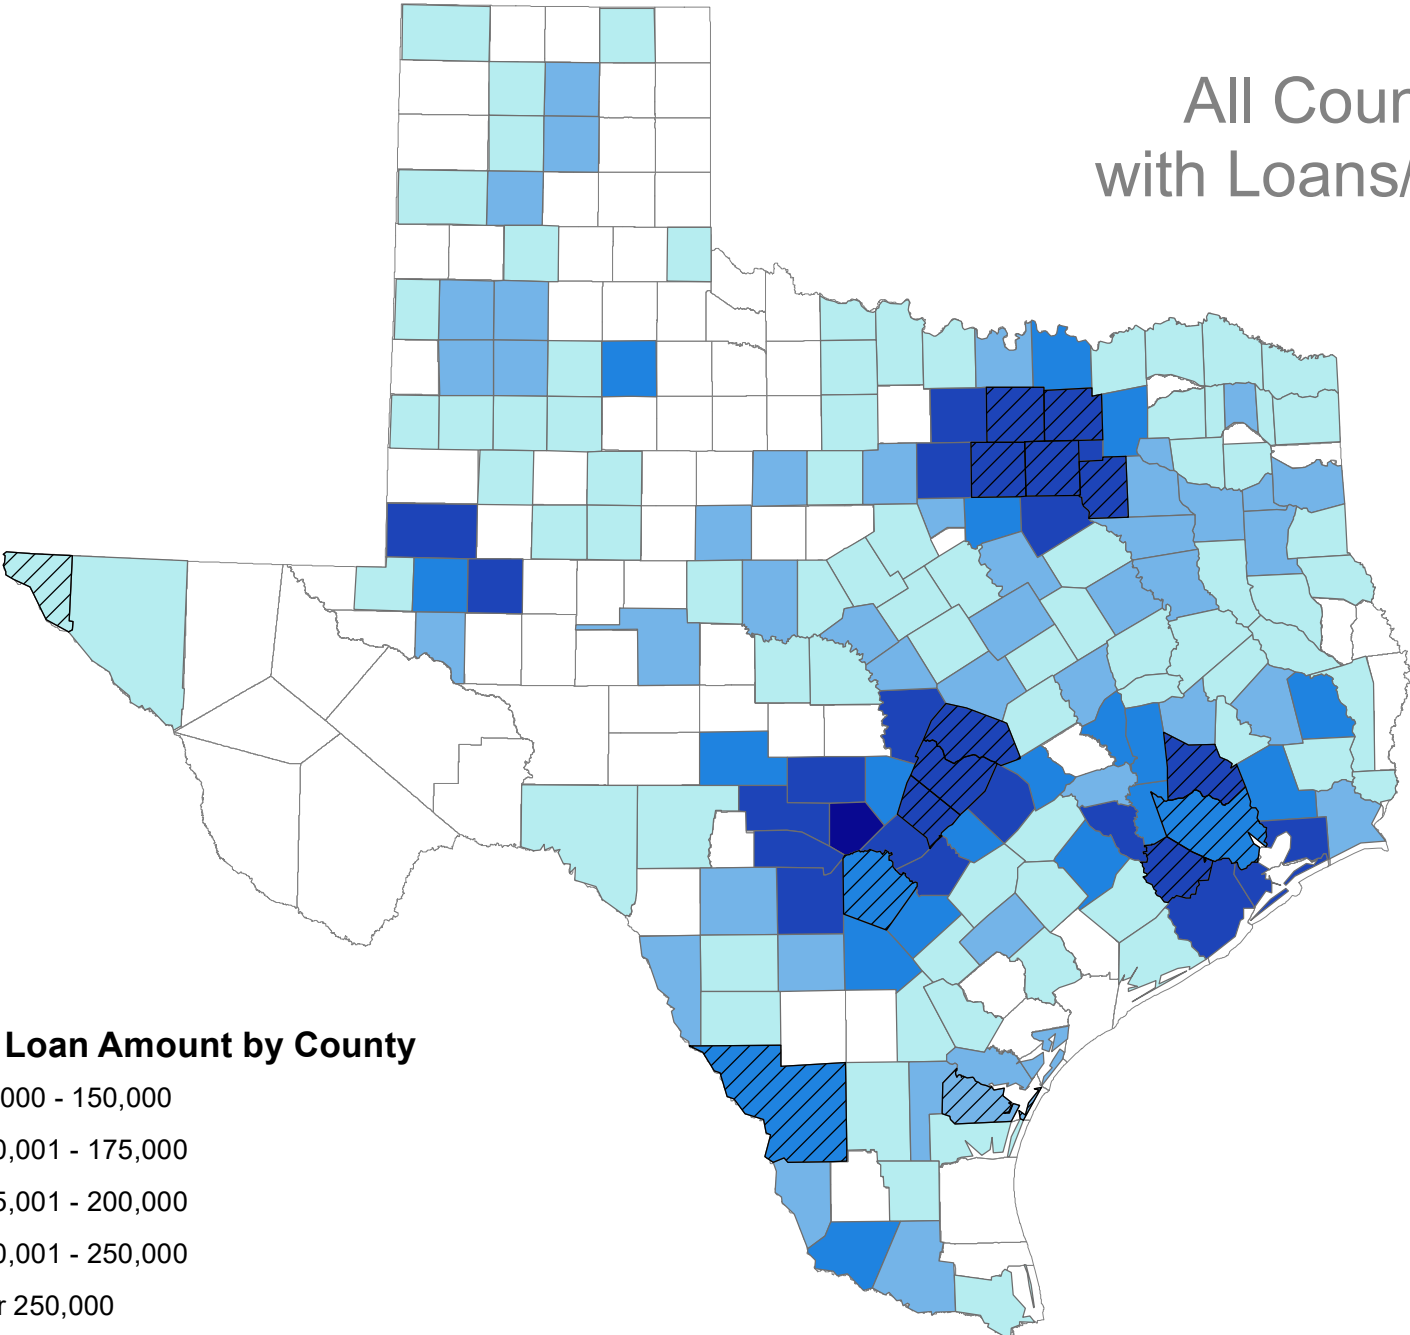 All Coun
with Loans/
Loan Amount by County
000 - 150,000
0,001 - 175,000
5,001 - 200,000
0,001 - 250,000
r 250,000